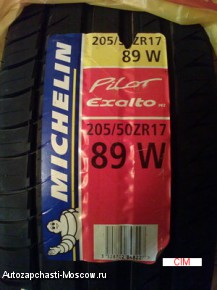 205/50ZR17
89 W
MICHELIN
PILOT
Exalto
205/50ZR17
89 W
CIM
Autozapchasti-Moscow.ru